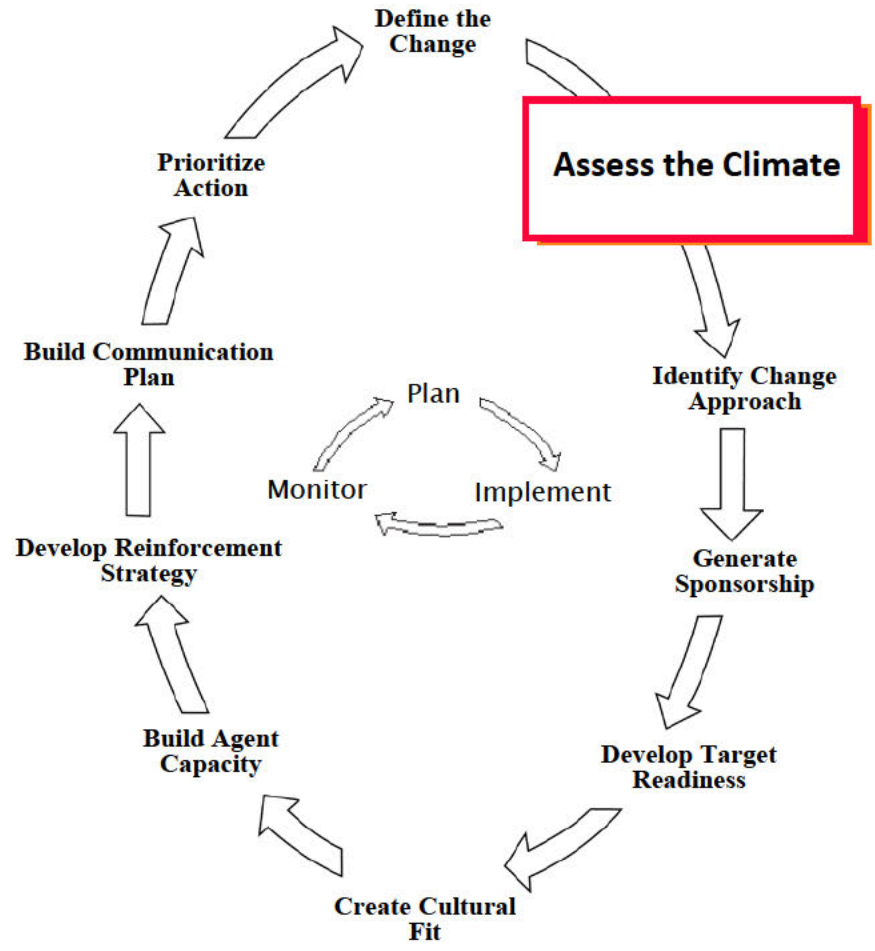 Define the
Change
Assess the Climate
Identify Change
Approach
Generate
Sponsorship
Develop Target
Readiness
Create Cultural
Fit
Build Agent
Capacity
Develop Reinforcement
Strategy
Build Communication
Plan
Prioritize
Action
Plan
Implement
Monitor